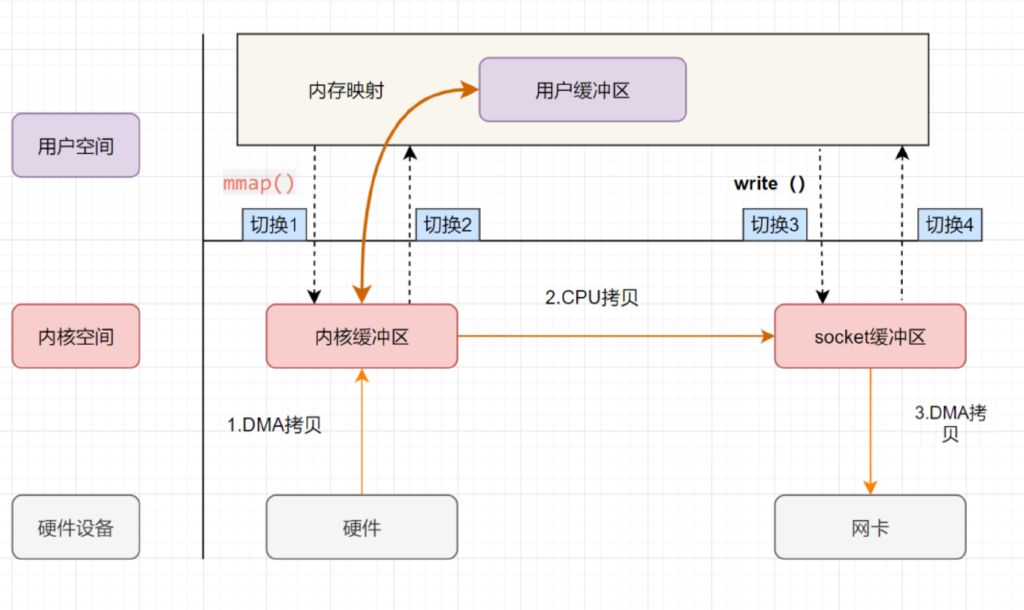 内存映射
用户缓冲区
用户空间
mmap()
write（）
切换1
切换2
切换3
切换4
2.CPU拷贝
内核空间
内核缓冲区
socket缓冲区
1.DMA拷贝
3.DMA拷
贝
硬件设备
硬件
网卡